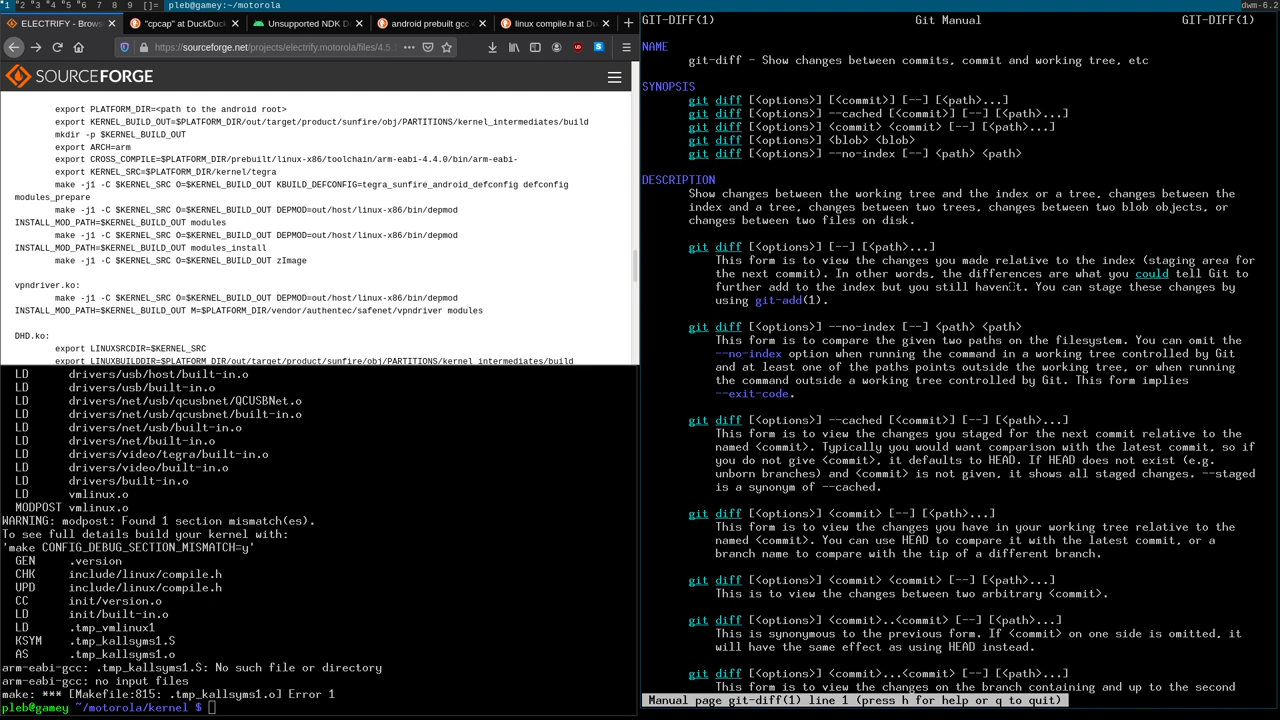 1 2 3 4 5 6 7 8 9 []= pleb@gamey ~/motorola dwm-6.2
ELECTRIFY - Brows
"cpcap" at DuckDuc
Unsupported NDK D
android prebuilt gcc 4
linux compile.h at Du
https://sourceforge.net/projects/electrify.motorola/files/4.5.
SOURCEFORGE
export PLATFORM_DIR=<path to the android root>
export KERNEL_BUILD_OUT=$PLATFORM_DIR/out/target/product/sunfire/obj/PARTITIONS/kernel_intermediates/build
mkdir -p $KERNEL_BUILD_OUT
export ARCH=arm
export CROSS_COMPILE=$PLATFORM_DIR/prebuilt/linux-x86/toolchain/arm-eabi-4.4.0/bin/arm-eabi-
export KERNEL_SRC=$PLATFORM_DIR/kernel/tegra
make -j1 -C $KERNEL_SRC O=$KERNEL_BUILD_OUT KBUILD_DEFCONFIG=tegra_sunfire_android_defconfig defconfig
modules_prepare
make -j1 -C $KERNEL_SRC O=$KERNEL_BUILD_OUT DEPMOD=out/host/linux-x86/bin/depmod
INSTALL_MOD_PATH=$KERNEL_BUILD_OUT modules
make -j1 -C $KERNEL_SRC O=$KERNEL_BUILD_OUT DEPMOD=out/host/linux-x86/bin/depmod
INSTALL_MOD_PATH=$KERNEL_BUILD_OUT modules_install
make -j1 -C $KERNEL_SRC O=$KERNEL_BUILD_OUT zImage
vpndriver.ko:
make -j1 -C $KERNEL_SRC O=$KERNEL_BUILD_OUT DEPMOD=out/host/linux-x86/bin/depmod
INSTALL_MOD_PATH=$KERNEL_BUILD_OUT M=$PLATFORM_DIR/vendor/authentec/safenet/vpndriver modules
DHD.ko:
export LINUXSRCDIR=$KERNEL_SRC
export LINUXBUILDDIR=$PLATFORM_DIR/out/target/product/sunfire/obj/PARTITIONS/kernel_intermediates/build
LD drivers/usb/host/built-in.o
LD drivers/usb/built-in.o
LD drivers/net/usb/qcusbnet/QCUSBNet.o
LD drivers/net/usb/qcusbnet/built-in.o
LD drivers/net/usb/built-in.o
LD drivers/net/built-in.o
LD drivers/video/tegra/built-in.o
LD drivers/video/built-in.o
LD drivers/built-in.o
LD vmlinux.o
MODPOST vmlinux.o
WARNING: modpost: Found 1 section mismatch(es).
To see full details build your kernel with:
'make CONFIG_DEBUG_SECTION_MISMATCH=y'
GEN .version
CHK include/linux/compile.h
UPD include/linux/compile.h
CC init/version.o
LD init/built-in.o
LD .tmp_vmlinux1
KSYM .tmp_kallsyms1.S
AS .tmp_kallsyms1.o
arm-eabi-gcc: .tmp_kallsyms1.S: No such file or directory
arm-eabi-gcc: no input files
make: *** [Makefile:815: .tmp_kallsyms1.o] Error 1
pleb@gamey ~/motorola/kernel $
GIT-DIFF(1) Git Manual GIT-DIFF(1)
NAME
git-diff - Show changes between commits, commit and working tree, etc
SYNOPSIS
git diff [<options>] [<commit>] [--] [<path>...]
git diff [<options>] --cached [<commit>] [--] [<path>...]
git diff [<options>] <commit> <commit> [--] [<path>...]
git diff [<options>] <blob> <blob>
git diff [<options>] --no-index [--] <path> <path>
DESCRIPTION
Show changes between the working tree and the index or a tree, changes between the
index and a tree, changes between two trees, changes between two blob objects, or
changes between two files on disk.
git diff [<options>] [--] [<path>...]
This form is to view the changes you made relative to the index (staging area for
the next commit). In other words, the differences are what you could tell Git to
further add to the index but you still haven□t. You can stage these changes by
using git-add(1).
git diff [<options>] --no-index [--] <path> <path>
This form is to compare the given two paths on the filesystem. You can omit the
--no-index option when running the command in a working tree controlled by Git
and at least one of the paths points outside the working tree, or when running
the command outside a working tree controlled by Git. This form implies
--exit-code.
git diff [<options>] --cached [<commit>] [--] [<path>...]
This form is to view the changes you staged for the next commit relative to the
named <commit>. Typically you would want comparison with the latest commit, so if
you do not give <commit>, it defaults to HEAD. If HEAD does not exist (e.g.
unborn branches) and <commit> is not given, it shows all staged changes. --staged
is a synonym of --cached.
git diff [<options>] <commit> [--] [<path>...]
This form is to view the changes you have in your working tree relative to the
named <commit>. You can use HEAD to compare it with the latest commit, or a
branch name to compare with the tip of a different branch.
git diff [<options>] <commit> <commit> [--] [<path>...]
This is to view the changes between two arbitrary <commit>.
git diff [<options>] <commit>..<commit> [--] [<path>...]
This is synonymous to the previous form. If <commit> on one side is omitted, it
will have the same effect as using HEAD instead.
git diff [<options>] <commit>...<commit> [--] [<path>...]
This form is to view the changes on the branch containing and up to the second
Manual page git-diff(1) line 1 (press h for help or q to quit)